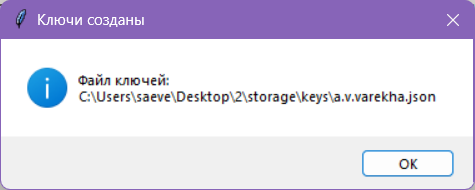 Ключи созданы
Файл ключей:
C:\Users\saeve\Desktop\2\storage\keys\a.v.varekha.json
OK